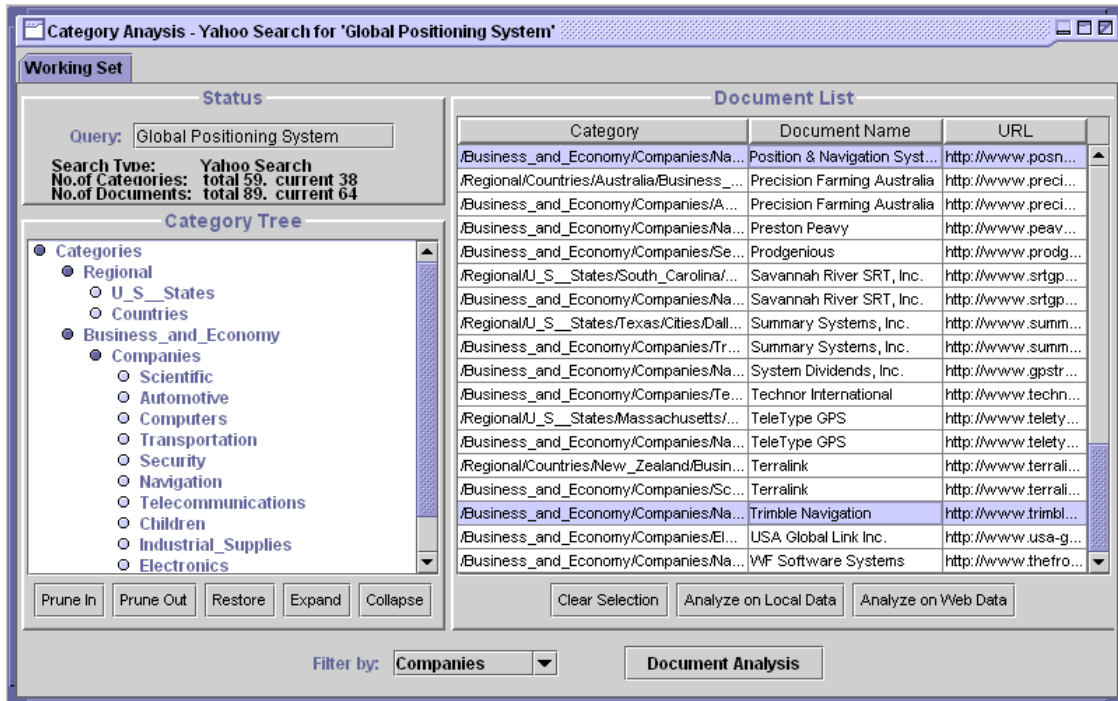 Category Anaysis - Yahoo Search for 'Global Positioning System'
Working Set
Status
Query: Global Positioning System
Search Type: Yahoo Search
No.of Categories: total 59. current 38
No.of Documents: total 89. current 64
Category Tree
Categories
Regional
U_S__States
Countries
Business_and_Economy
Companies
Scientific
Automotive
Computers
Transportation
Security
Navigation
Telecommunications
Children
Industrial_Supplies
Electronics
Prune In Prune Out Restore Expand Collapse
Document List
Category Document Name URL
/Business_and_Economy/Companies/Na... Position & Navigation Syst... http://www.posn...
/Regional/Countries/Australia/Business_... Precision Farming Australia http://www.preci...
/Business_and_Economy/Companies/A... Precision Farming Australia http://www.preci...
/Business_and_Economy/Companies/Na... Preston Peavy http://www.peav...
/Business_and_Economy/Companies/Se... Prodgenious http://www.prodg...
/Regional/U_S__States/South_Carolina/... Savannah River SRT, Inc. http://www.srtgp...
/Business_and_Economy/Companies/Na... Savannah River SRT, Inc. http://www.srtgp...
/Regional/U_S__States/Texas/Cities/Dall... Summary Systems, Inc. http://www.summ...
/Business_and_Economy/Companies/Tr... Summary Systems, Inc. http://www.summ...
/Business_and_Economy/Companies/Na... System Dividends, Inc. http://www.gpstr...
/Business_and_Economy/Companies/Te... Technor International http://www.techn...
/Regional/U_S__States/Massachusetts/... TeleType GPS http://www.telety...
/Business_and_Economy/Companies/Na... TeleType GPS http://www.telety...
/Regional/Countries/New_Zealand/Busin... Terralink http://www.terrali...
/Business_and_Economy/Companies/Sc... Terralink http://www.terrali...
/Business_and_Economy/Companies/Na... Trimble Navigation http://www.trimbl...
/Business_and_Economy/Companies/El... USA Global Link Inc. http://www.usa-g...
/Business_and_Economy/Companies/Na... WF Software Systems http://www.thefro...
Clear Selection Analyze on Local Data Analyze on Web Data
Filter by: Companies Document Analysis